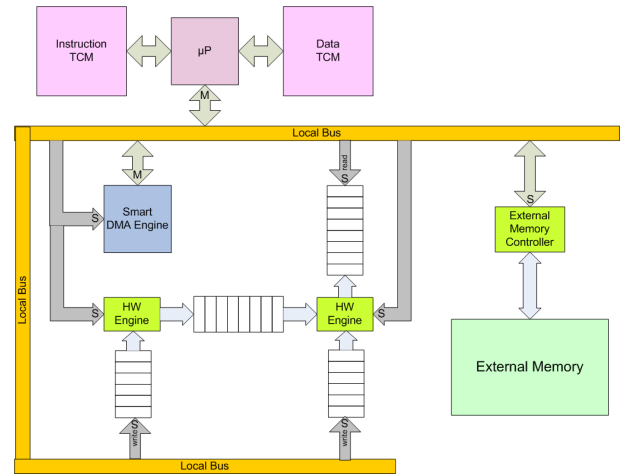 Instruction
TCM
µP
Data
TCM
M
Local Bus
M
S
read
S
S
Smart
DMA Engine
External
Memory
Controller
Local Bus
S
HW
Engine
HW
Engine
S
External Memory
S
write
S
write
Local Bus